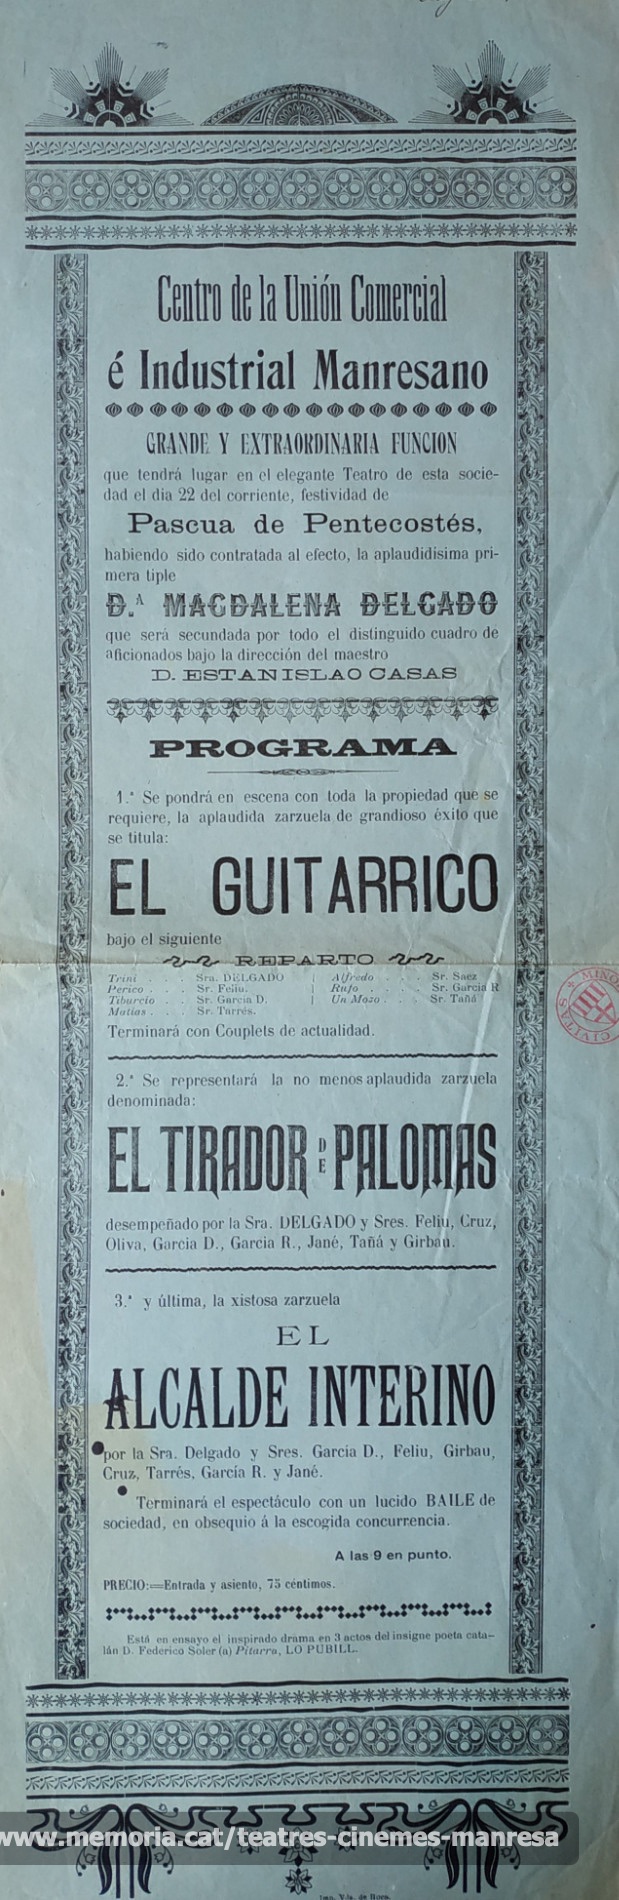 Centro de la Unión Comercial
é Industrial Manresano
GRANDE Y EXTRAORDINARIA FUNCION
que tendrá lugar en el elegante Teatro de esta socie-
dad el dia 22 del corriente, festividad de
Pascua de Pentecostés,
habiendo sido contratada al efecto, la aplaudidisima pri-
mera tiple
D.ª MAGDALENA DELGADO
que será secundada por todo el distinguido cuadro de
aficionados bajo la dirección del maestro
D. ESTANISLAO CASAS
PROGRAMA
1.ª Se pondrá en escena con toda la propiedad que se
requiere, la aplaudida zarzuela de grandioso éxito que
se titula:
EL GUITARRICO
bajo el siguiente
REPARTO
Trini . . . Sra. DELGADO | Alfredo . . . Sr. Saez
Perico . . . Sr. Feliu. | Rufo . . . . Sr. Garcia R
Tiburcio . . Sr. Garcia D. | Un Mozo . . . Sr. Tañá
Matias . . . Sr. Tarrés.
Terminará con Couplets de actualidad.
2.ª Se representará la no menos aplaudida zarzuela
denominada:
EL TIRADOR DE PALOMAS
desempeñado por la Sra. DELGADO y Sres. Feliu, Cruz,
Oliva, Garcia D., Garcia R., Jané, Tañá y Girbau.
3.ª y última, la xistosa zarzuela
EL
ALCALDE INTERINO
por la Sra. Delgado y Sres. García D., Feliu, Girbau,
Cruz, Tarrés, García R. y Jané.
Terminará el espectáculo con un lucido BAILE de
sociedad, en obsequio á la escogida concurrencia.
A las 9 en punto.
PRECIO:=Entrada y asiento, 75 céntimos.
Está en ensayo el inspirado drama en 3 actos del insigne poeta cata-
lán D. Federico Soler (a) Pitarra, LO PUBILL.
www.memoria.cat/teatres-cinemes-manresa
Imp. Vda. de Roca.
CIVITAS MINOR